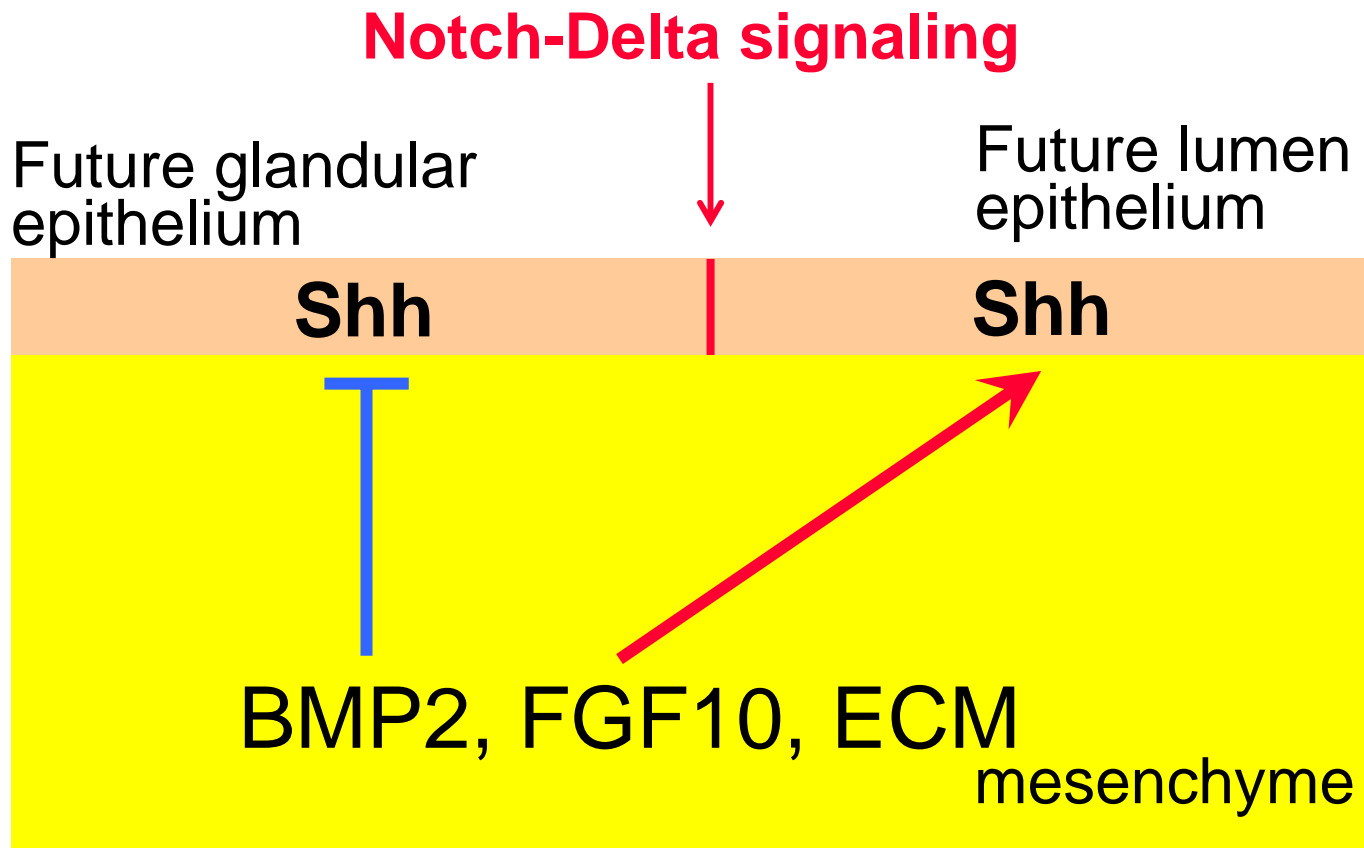 Notch-Delta signaling
Future glandular
epithelium
Future lumen
epithelium
Shh
Shh
BMP2, FGF10, ECM
mesenchyme